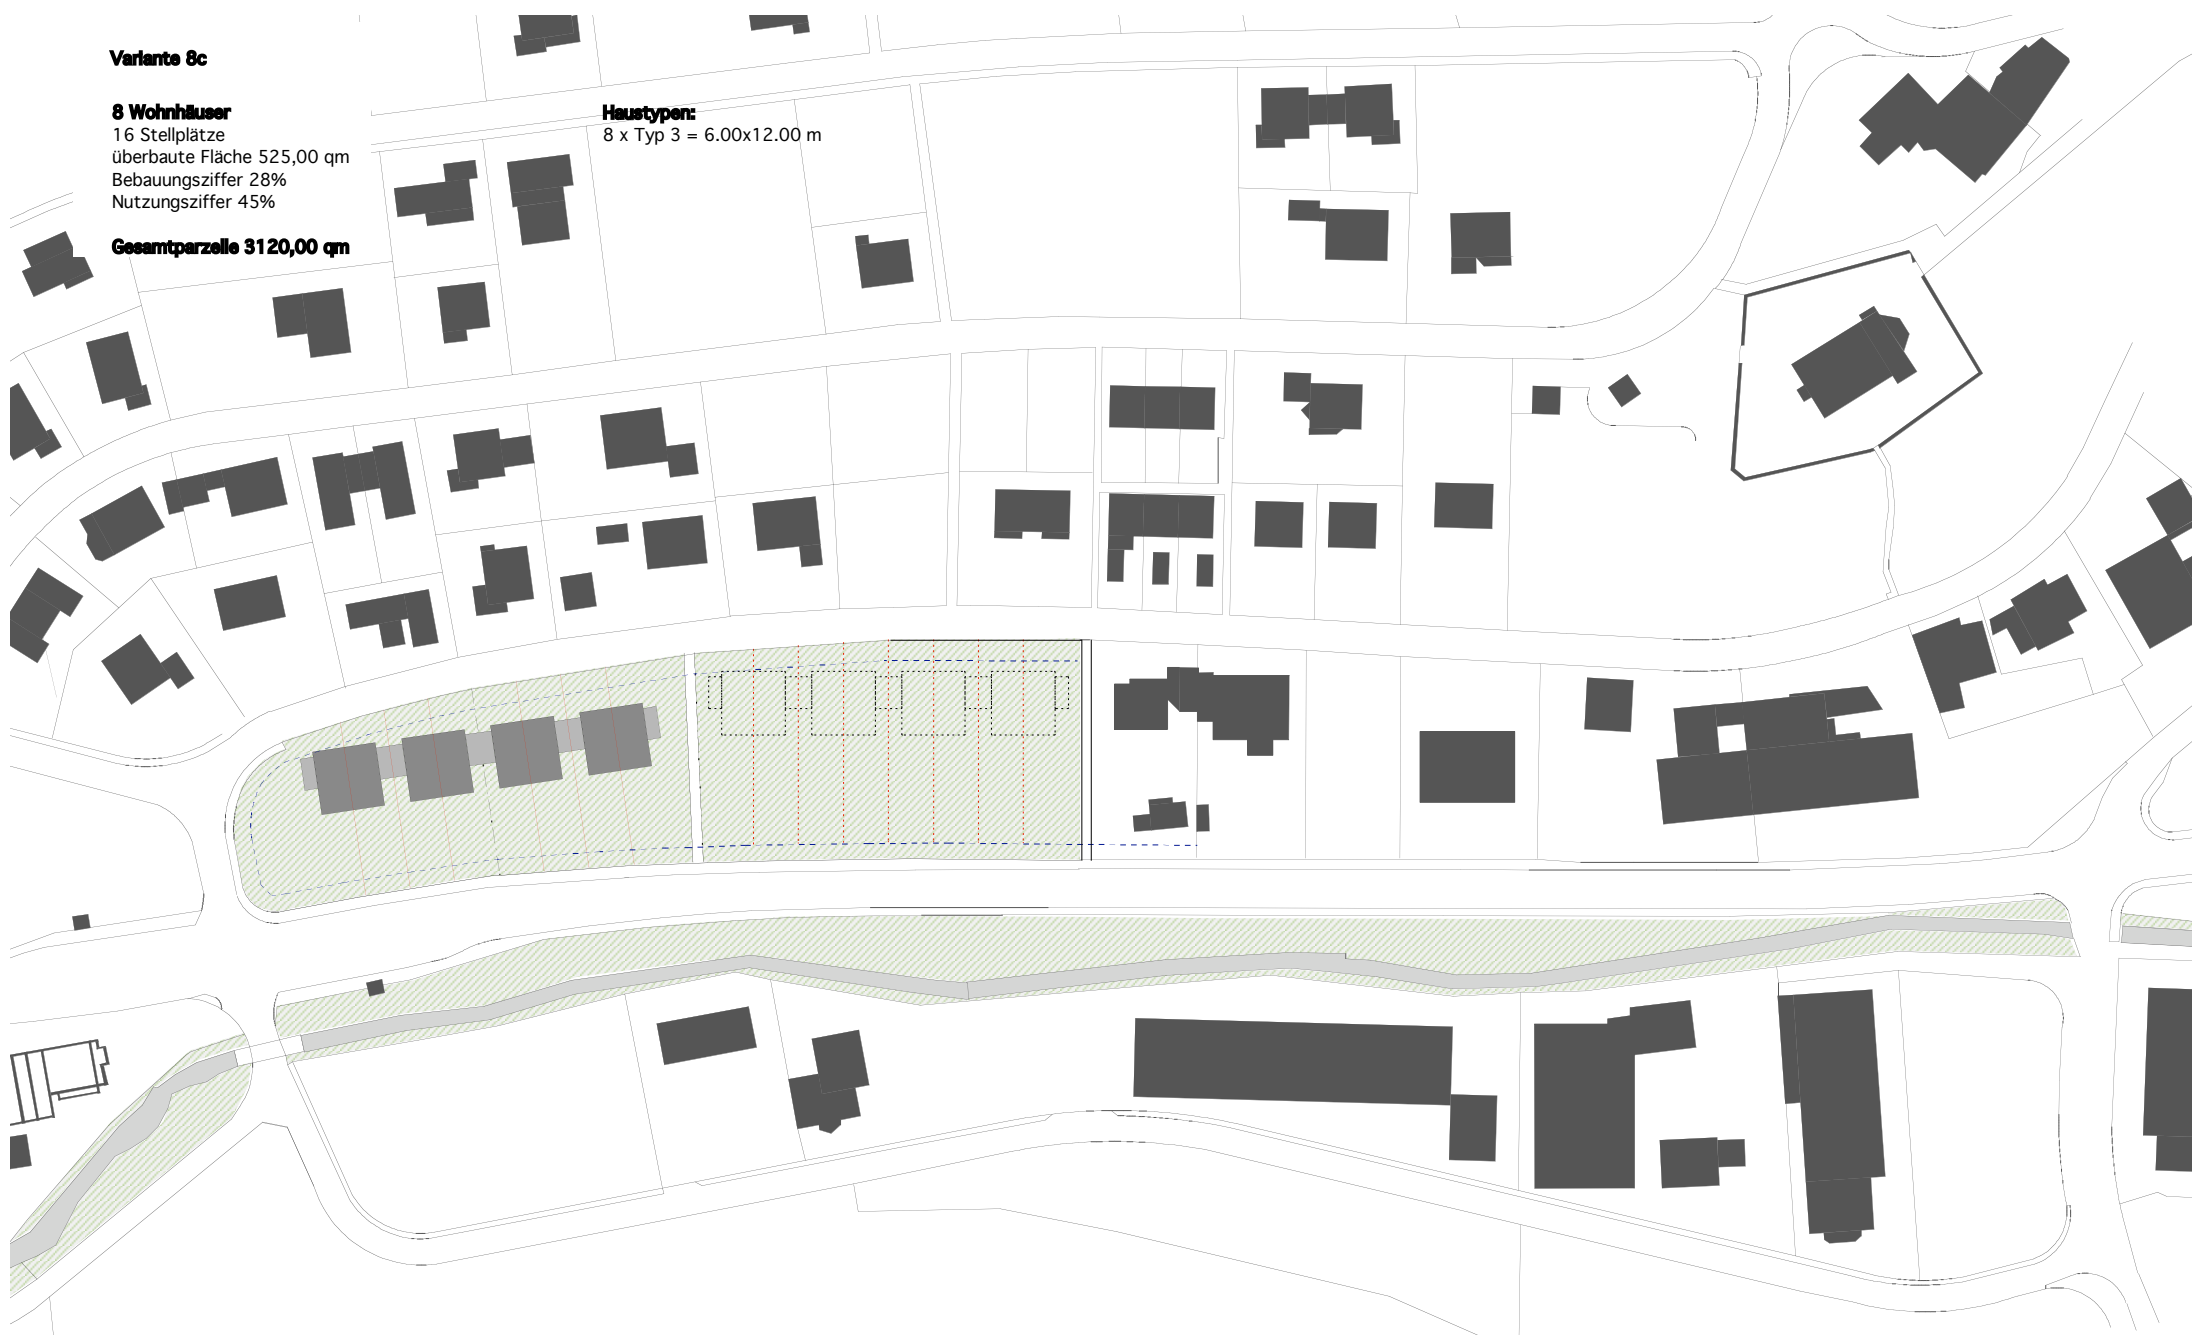 Variante 8c
8 Wohnhäuser
16 Stellplätze
überbaute Fläche 525,00 qm
Bebauungsziffer 28%
Nutzungsziffer 45%
Gesamtparzelle 3120,00 qm
Haustypen:
8 x Typ 3 = 6.00x12.00 m